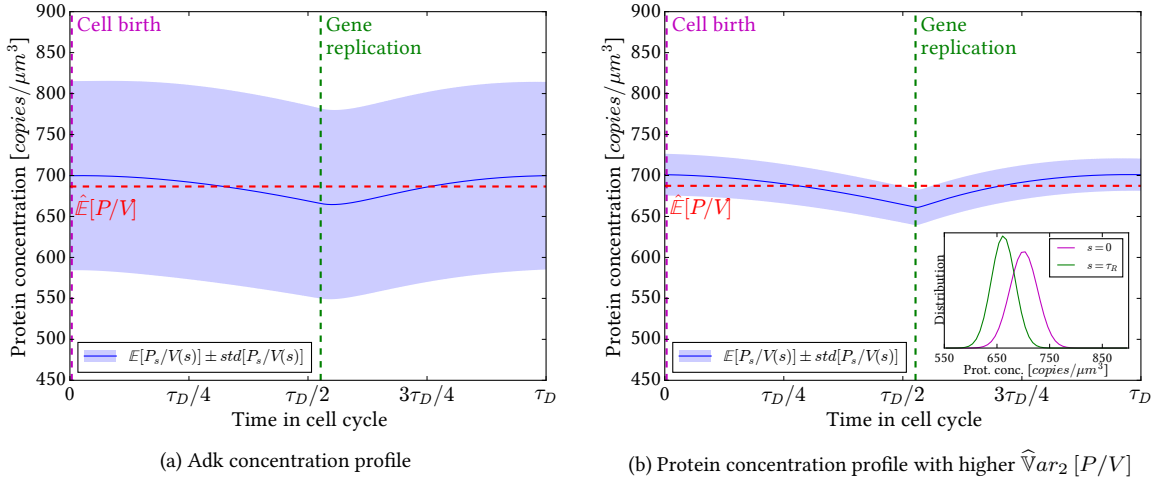 Protein concentration [copies/μm³]
900
850
800
750
700
650
600
550
500
450
Cell birth
Gene
replication
Ê[P/V]
𝔼[Pₛ/V(s)] ± std[Pₛ/V(s)]
0
τ_D/4
τ_D/2
3τ_D/4
τ_D
Time in cell cycle
(a) Adk concentration profile
Protein concentration [copies/μm³]
900
850
800
750
700
650
600
550
500
450
Cell birth
Gene
replication
Ê[P/V]
Distribution
s=0
s=τ_R
550
650
750
850
Prot. conc. [copies/μm³]
𝔼[Pₛ/V(s)] ± std[Pₛ/V(s)]
0
τ_D/4
τ_D/2
3τ_D/4
τ_D
Time in cell cycle
(b) Protein concentration profile with higher 𝕍̂ar₂ [P/V]